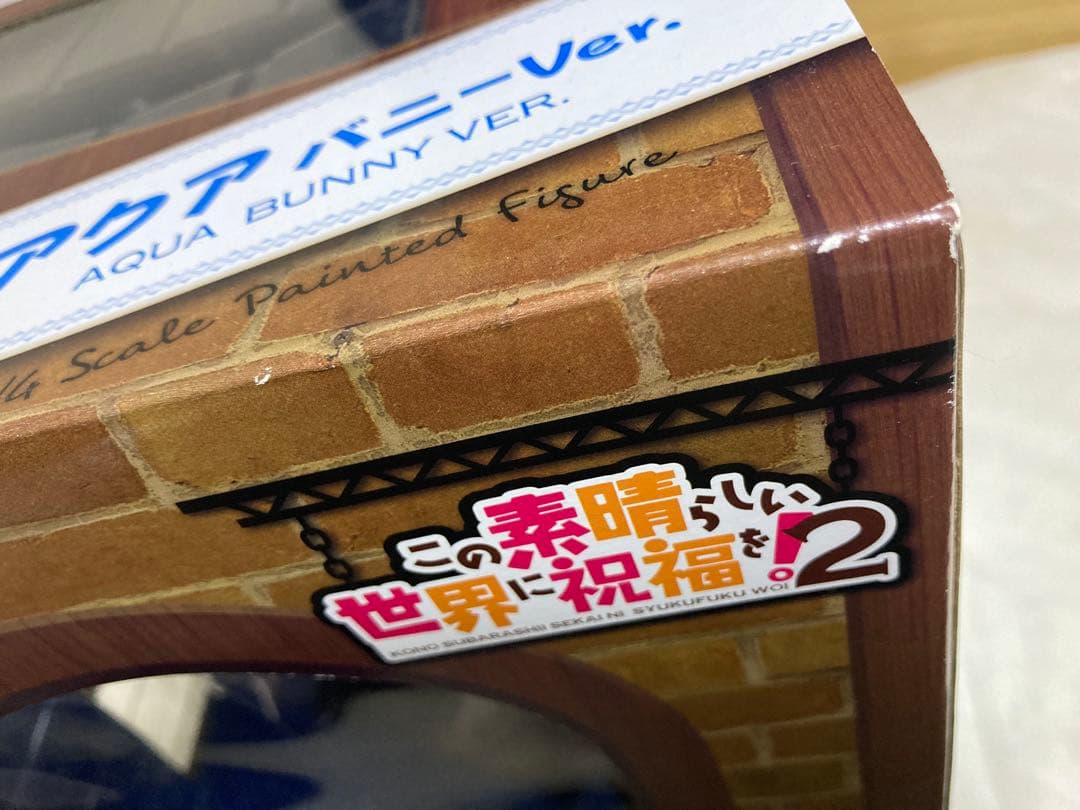 アクア バニーVer.
AQUA BUNNY VER.
/4 Scale Painted Figure
この素晴らしい
世界に祝福を!2
KONO SUBARASHII SEKAI NI SYUKUFUKU WO!